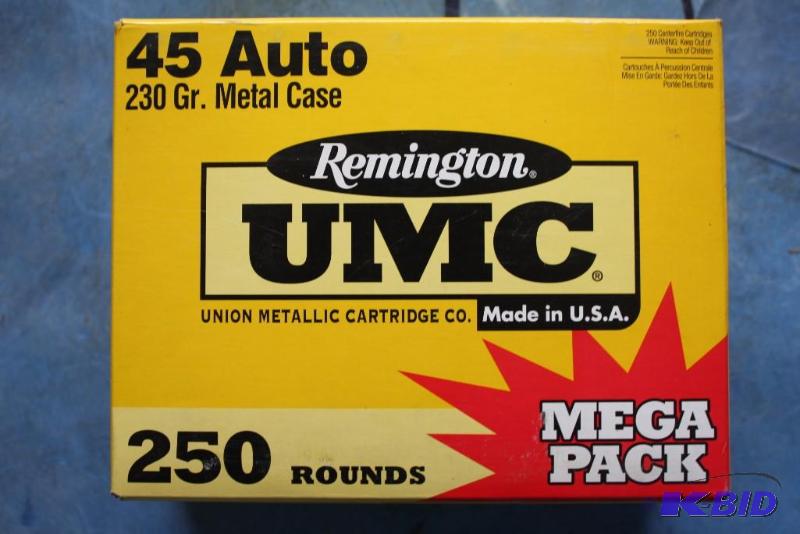 45 Auto
230 Gr. Metal Case
250 Centerfire Cartridges
WARNING: Keep Out of
Reach of Children
Cartouches A Percussion Centrale
Mise En Garde: Gardez Hors De La
Portée Des Enfants
Remington®
UMC®
UNION METALLIC CARTRIDGE CO. Made in U.S.A.
250 ROUNDS
MEGA
PACK
K-BID